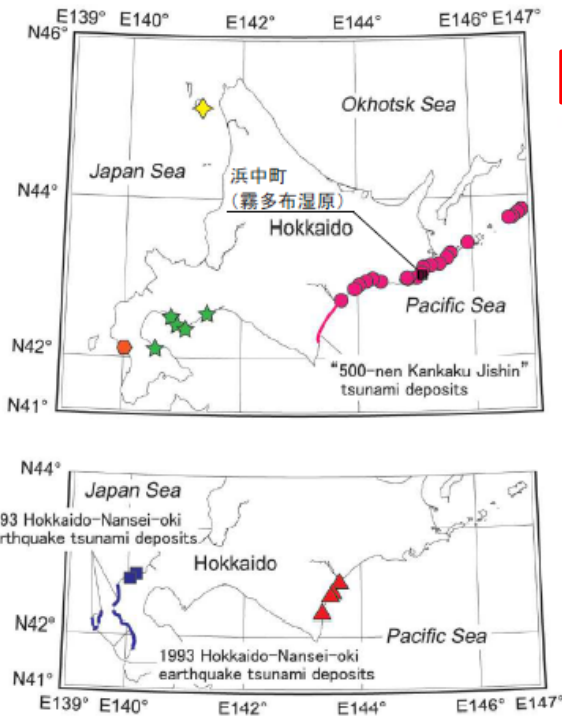 E139° E140° E142° E144° E146° E147°
N46°
Okhotsk Sea
Japan Sea
浜中町
(霧多布湿原)
N44°
Hokkaido
Pacific Sea
N42°
"500-nen Kankaku Jishin"
tsunami deposits
N41°
N44°
Japan Sea
93 Hokkaido-Nansei-oki
rthquake tsunami deposits
Hokkaido
N42°
Pacific Sea
1993 Hokkaido-Nansei-oki
earthquake tsunami deposits
N41°
E139° E140° E142° E144° E146° E147°